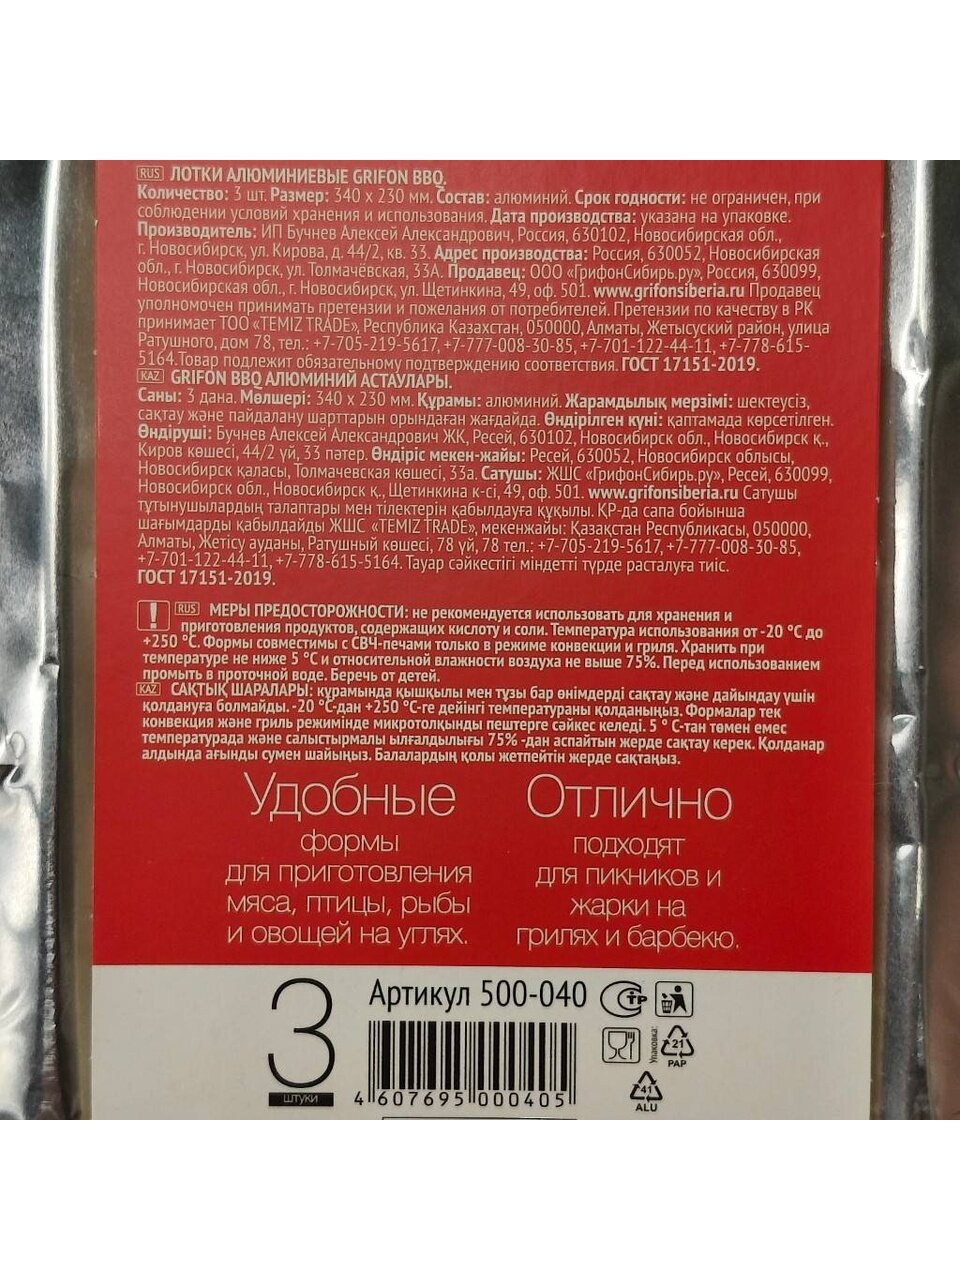 RUS ЛОТКИ АЛЮМИНИЕВЫЕ GRIFON BBQ.
Количество: 3 шт. Размер: 340 х 230 мм. Состав: алюминий. Срок годности: не ограничен, при
соблюдении условий хранения и использования. Дата производства: указана на упаковке.
Производитель: ИП Бучнев Алексей Александрович, Россия, 630102, Новосибирская обл.,
г. Новосибирск, ул. Кирова, д. 44/2, кв. 33. Адрес производства: Россия, 630052, Новосибирская
обл., г. Новосибирск, ул. Толмачёвская, 33А. Продавец: ООО «ГрифонСибирь.ру», Россия, 630099,
Новосибирская обл., г. Новосибирск, ул. Щетинкина, 49, оф. 501. www.grifonsiberia.ru Продавец
уполномочен принимать претензии и пожелания от потребителей. Претензии по качеству в РК
принимает ТОО «TEMIZ TRADE», Республика Казахстан, 050000, Алматы, Жетысуский район, улица
Ратушного, дом 78, тел.: +7-705-219-5617, +7-777-008-30-85, +7-701-122-44-11, +7-778-615-
5164.Товар подлежит обязательному подтверждению соответствия. ГОСТ 17151-2019.
KAZ GRIFON BBQ АЛЮМИНИЙ АСТАУЛАРЫ.
Саны: 3 дана. Мөлшері: 340 х 230 мм. Құрамы: алюминий. Жарамдылық мерзімі: шектеусіз,
сақтау және пайдалану шарттарын орындаған жағдайда. Өндірілген күні: қаптамада көрсетілген.
Өндіруші: Бучнев Алексей Александрович ЖК, Ресей, 630102, Новосибирск обл., Новосибирск қ.,
Киров көшесі, 44/2 үй, 33 пәтер. Өндіріс мекен-жайы: Ресей, 630052, Новосибирск облысы,
Новосибирск қаласы, Толмачевская көшесі, 33а. Сатушы: ЖШС «ГрифонСибирь.ру», Ресей, 630099,
Новосибирск обл., Новосибирск қ., Щетинкина к-сі, 49, оф. 501. www.grifonsiberia.ru Сатушы
тұтынушылардың талаптары мен тілектерін қабылдауға құқылы. ҚР-да сапа бойынша
шағымдарды қабылдайды ЖШС «TEMIZ TRADE», мекенжайы: Казақстан Республикасы, 050000,
Алматы, Жетісу ауданы, Ратушный көшесі, 78 үй, 78 тел.: +7-705-219-5617, +7-777-008-30-85,
+7-701-122-44-11, +7-778-615-5164. Тауар сәйкестігі міндетті түрде расталуға тиіс.
ГОСТ 17151-2019.
RUS МЕРЫ ПРЕДОСТОРОЖНОСТИ: не рекомендуется использовать для хранения и
приготовления продуктов, содержащих кислоту и соли. Температура использования от -20 °С до
+250 °С. Формы совместимы с СВЧ-печами только в режиме конвекции и гриля. Хранить при
температуре не ниже 5 °С и относительной влажности воздуха не выше 75%. Перед использованием
промыть в проточной воде. Беречь от детей.
KAZ САҚТЫҚ ШАРАЛАРЫ: құрамында қышқылы мен тұзы бар өнімдерді сақтау және дайындау үшін
қолдануға болмайды. -20 °С-дан +250 °С-ге дейінгі температураны қолданыңыз. Формалар тек
конвекция және гриль режимінде микротолқынды пештерге сәйкес келеді. 5 ° С-тан төмен емес
температурада және салыстырмалы ылғалдылығы 75% -дан аспайтын жерде сақтау керек. Қолданар
алдында ағынды сумен шайыңыз. Балалардың қолы жетпейтін жерде сақтаңыз.
Удобные
формы
для приготовления
мяса, птицы, рыбы
и овощей на углях.
Отлично
подходят
для пикников и
жарки на
грилях и барбекю.
3
штуки
Артикул 500-040
4 607695 000405
СТР
Упаковка:
21
PAP
41
ALU